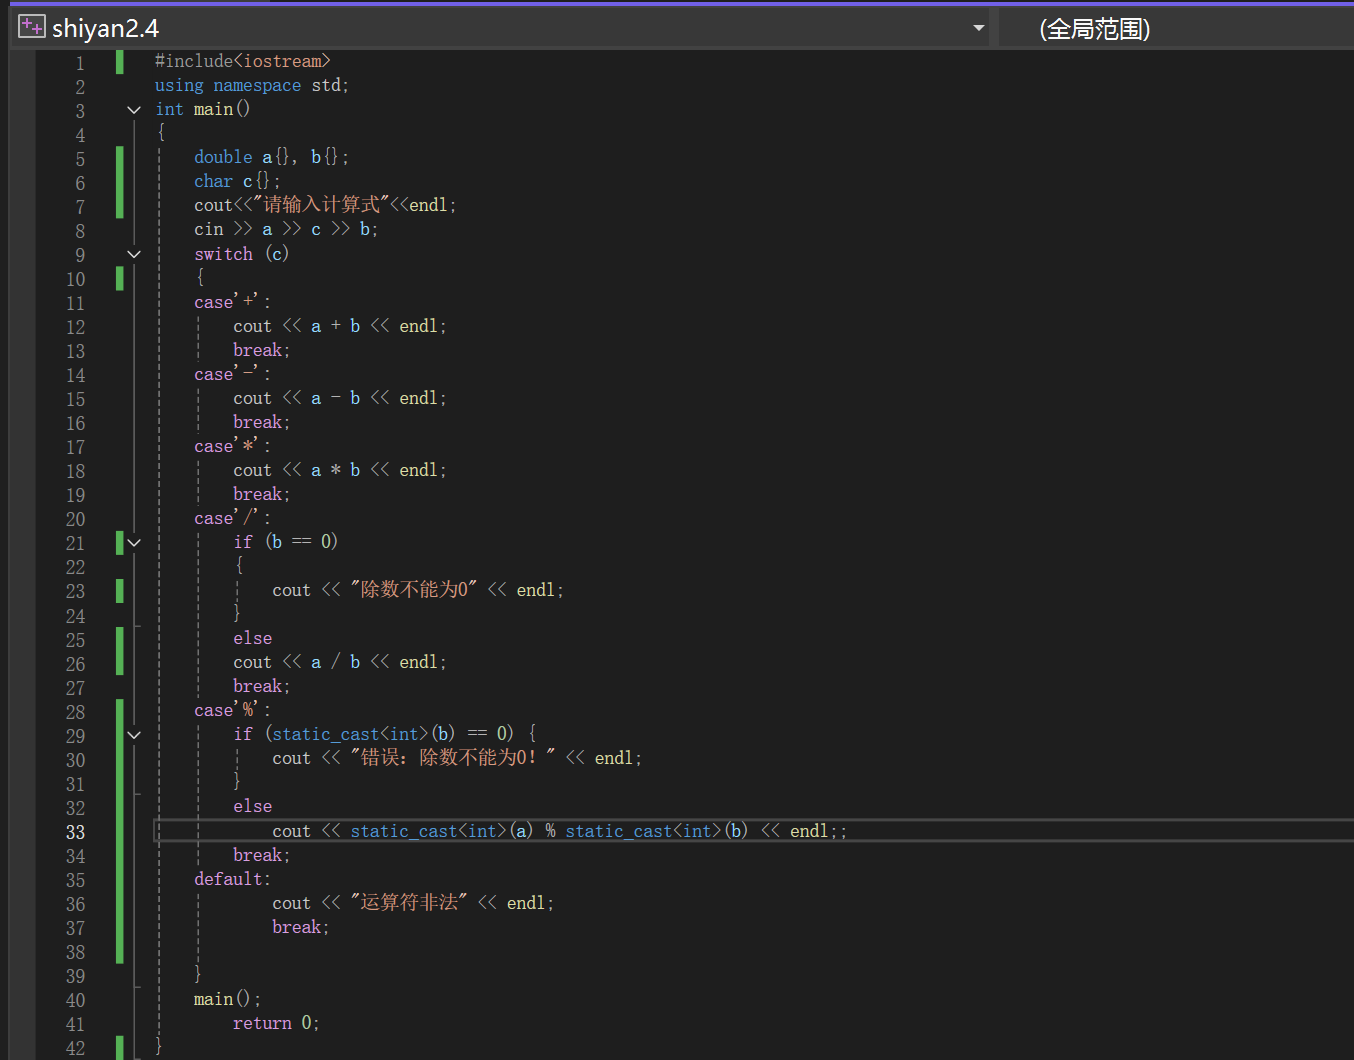 shiyan2.4 (全局范围)
1 #include<iostream>
2 using namespace std;
3 int main()
4 {
5 double a{}, b{};
6 char c{};
7 cout<<"请输入计算式"<<endl;
8 cin >> a >> c >> b;
9 switch (c)
10 {
11 case'+':
12 cout << a + b << endl;
13 break;
14 case'-':
15 cout << a - b << endl;
16 break;
17 case'*':
18 cout << a * b << endl;
19 break;
20 case'/':
21 if (b == 0)
22 {
23 cout << "除数不能为0" << endl;
24 }
25 else
26 cout << a / b << endl;
27 break;
28 case'%':
29 if (static_cast<int>(b) == 0) {
30 cout << "错误：除数不能为0！" << endl;
31 }
32 else
33 cout << static_cast<int>(a) % static_cast<int>(b) << endl;;
34 break;
35 default:
36 cout << "运算符非法" << endl;
37 break;
38
39 }
40 main();
41 return 0;
42 }